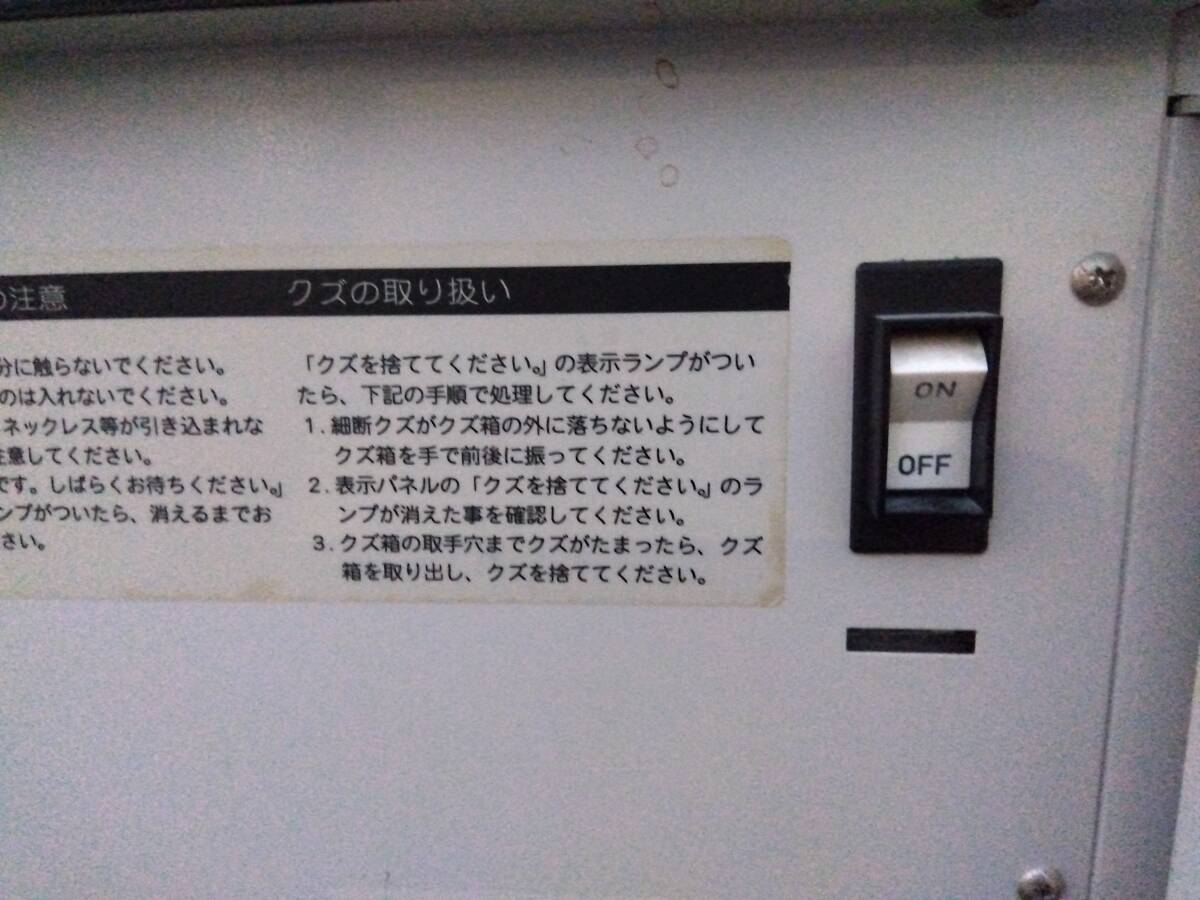 の注意
分に触らないでください。
のは入れないでください。
ネックレス等が引き込まれな
注意してください。
です。しばらくお待ちください。」
ンプがついたら、消えるまでお
さい。
クズの取り扱い
「クズを捨ててください。」の表示ランプがつい
たら、下記の手順で処理してください。
1. 細断クズがクズ箱の外に落ちないようにして
クズ箱を手で前後に振ってください。
2. 表示パネルの「クズを捨ててください。」のラ
ンプが消えた事を確認してください。
3. クズ箱の取手穴までクズがたまったら、クズ
箱を取り出し、クズを捨ててください。
ON
OFF